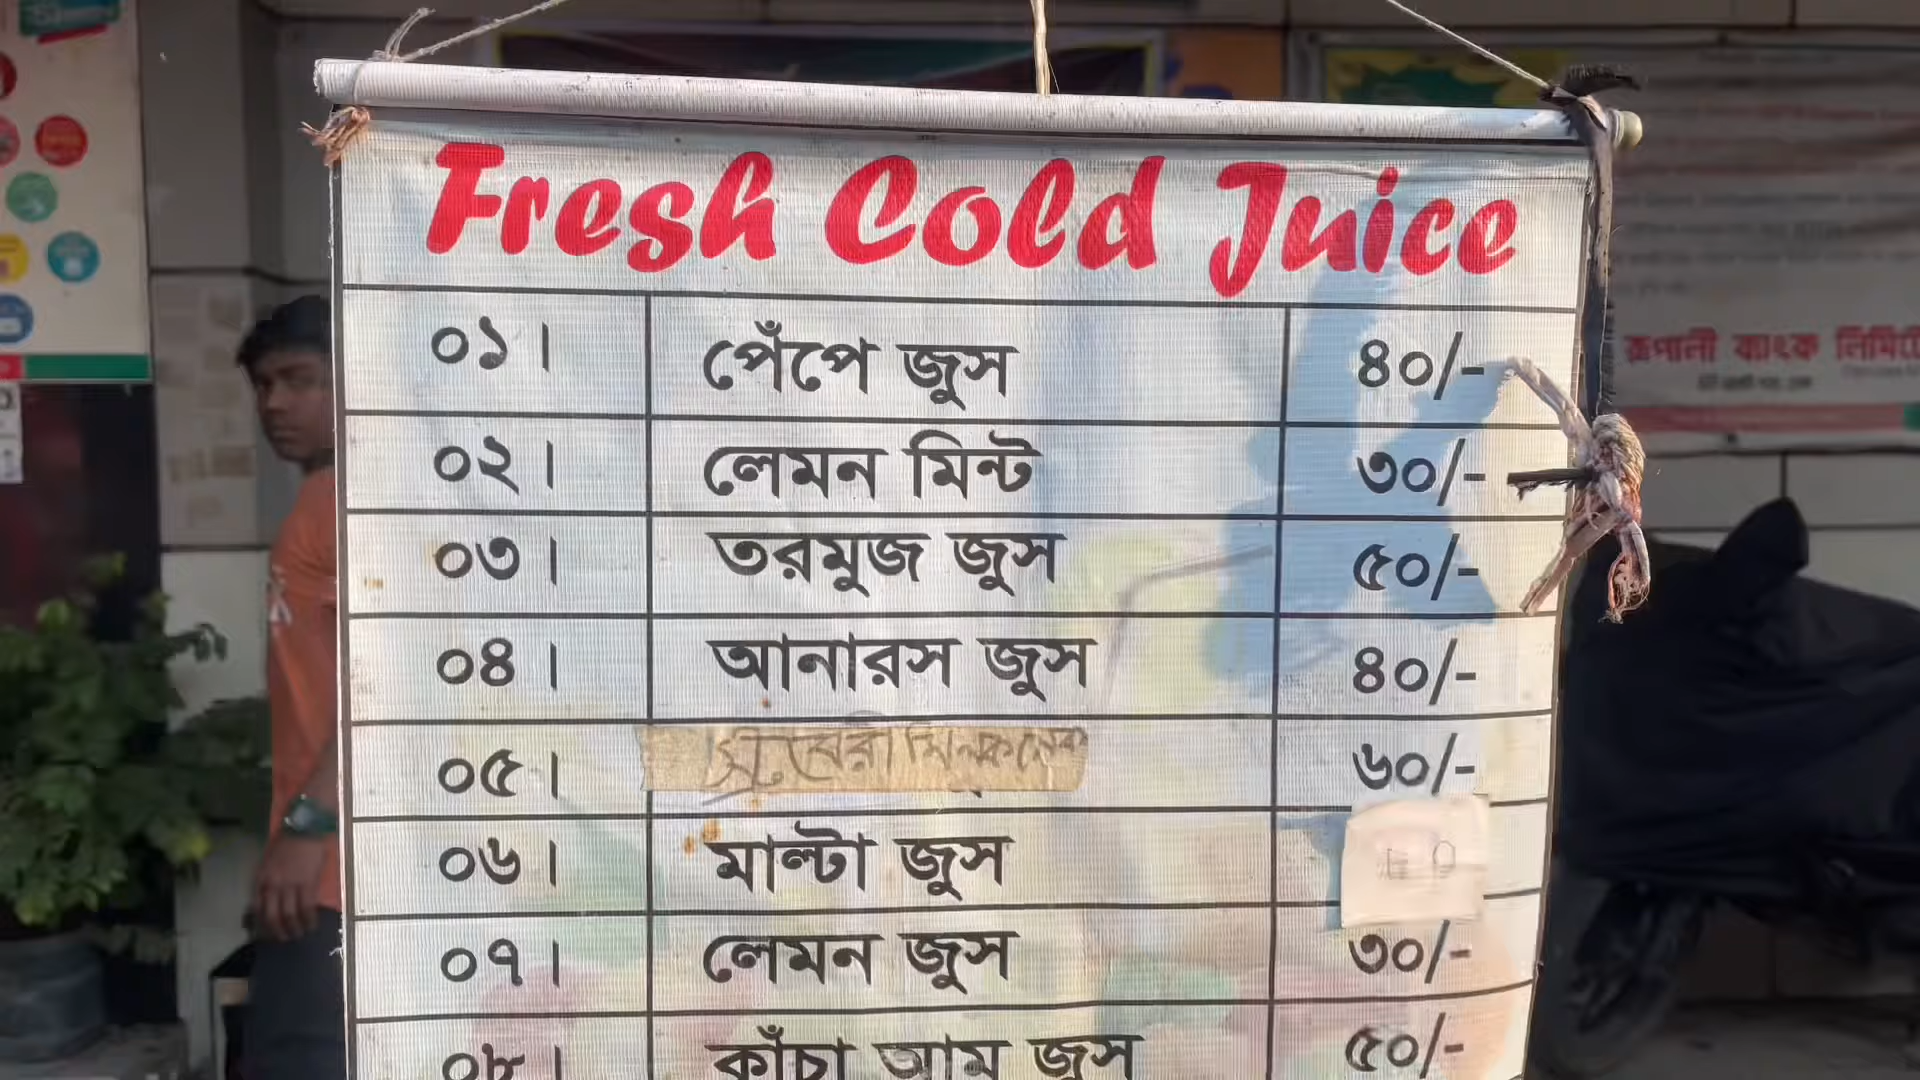 Fresh Cold Juice
০১। পেঁপে জুস ৪০/-
০২। লেমন মিন্ট ৩০/-
০৩। তরমুজ জুস ৫০/-
০৪। আনারস জুস ৪০/-
০৫। ৬০/-
০৬। মাল্টা জুস
০৭। লেমন জুস ৩০/-
০৮। কাঁচা আম জুস ৫০/-
রূপালী ব্যাংক লিমিটে